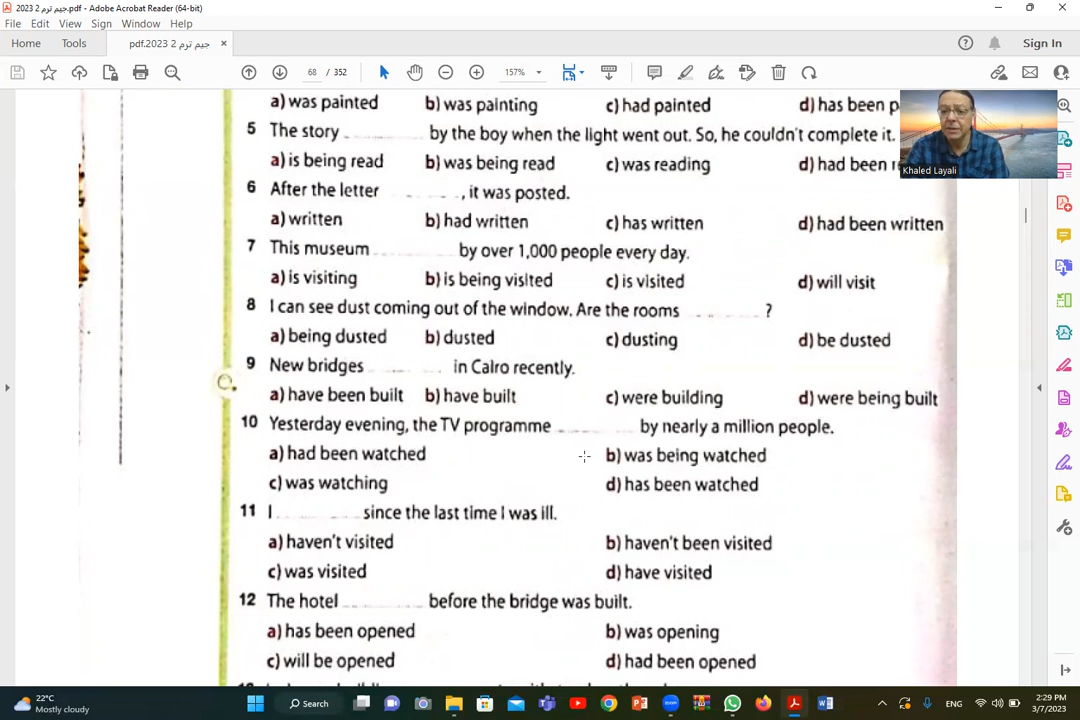 جيم ترم 2 2023.pdf - Adobe Acrobat Reader (64-bit)
File Edit View Sign Window Help
Home Tools جيم ترم 2 2023.pdf × Sign In
68 / 352 157%
a) was painted b) was painting c) had painted d) has been p
5 The story ............ by the boy when the light went out. So, he couldn't complete it.
a) is being read b) was being read c) was reading d) had been r
Khaled Layali
6 After the letter ............ , it was posted.
a) written b) had written c) has written d) had been written
7 This museum ............ by over 1,000 people every day.
a) is visiting b) is being visited c) is visited d) will visit
8 I can see dust coming out of the window. Are the rooms ............ ?
a) being dusted b) dusted c) dusting d) be dusted
9 New bridges ............ in Cairo recently.
a) have been built b) have built c) were building d) were being built
10 Yesterday evening, the TV programme ............ by nearly a million people.
a) had been watched b) was being watched
c) was watching d) has been watched
11 I ............ since the last time I was ill.
a) haven't visited b) haven't been visited
c) was visited d) have visited
12 The hotel ............ before the bridge was built.
a) has been opened b) was opening
c) will be opened d) had been opened
22°C
Mostly cloudy
Search
ENG
2:29 PM
3/7/2023